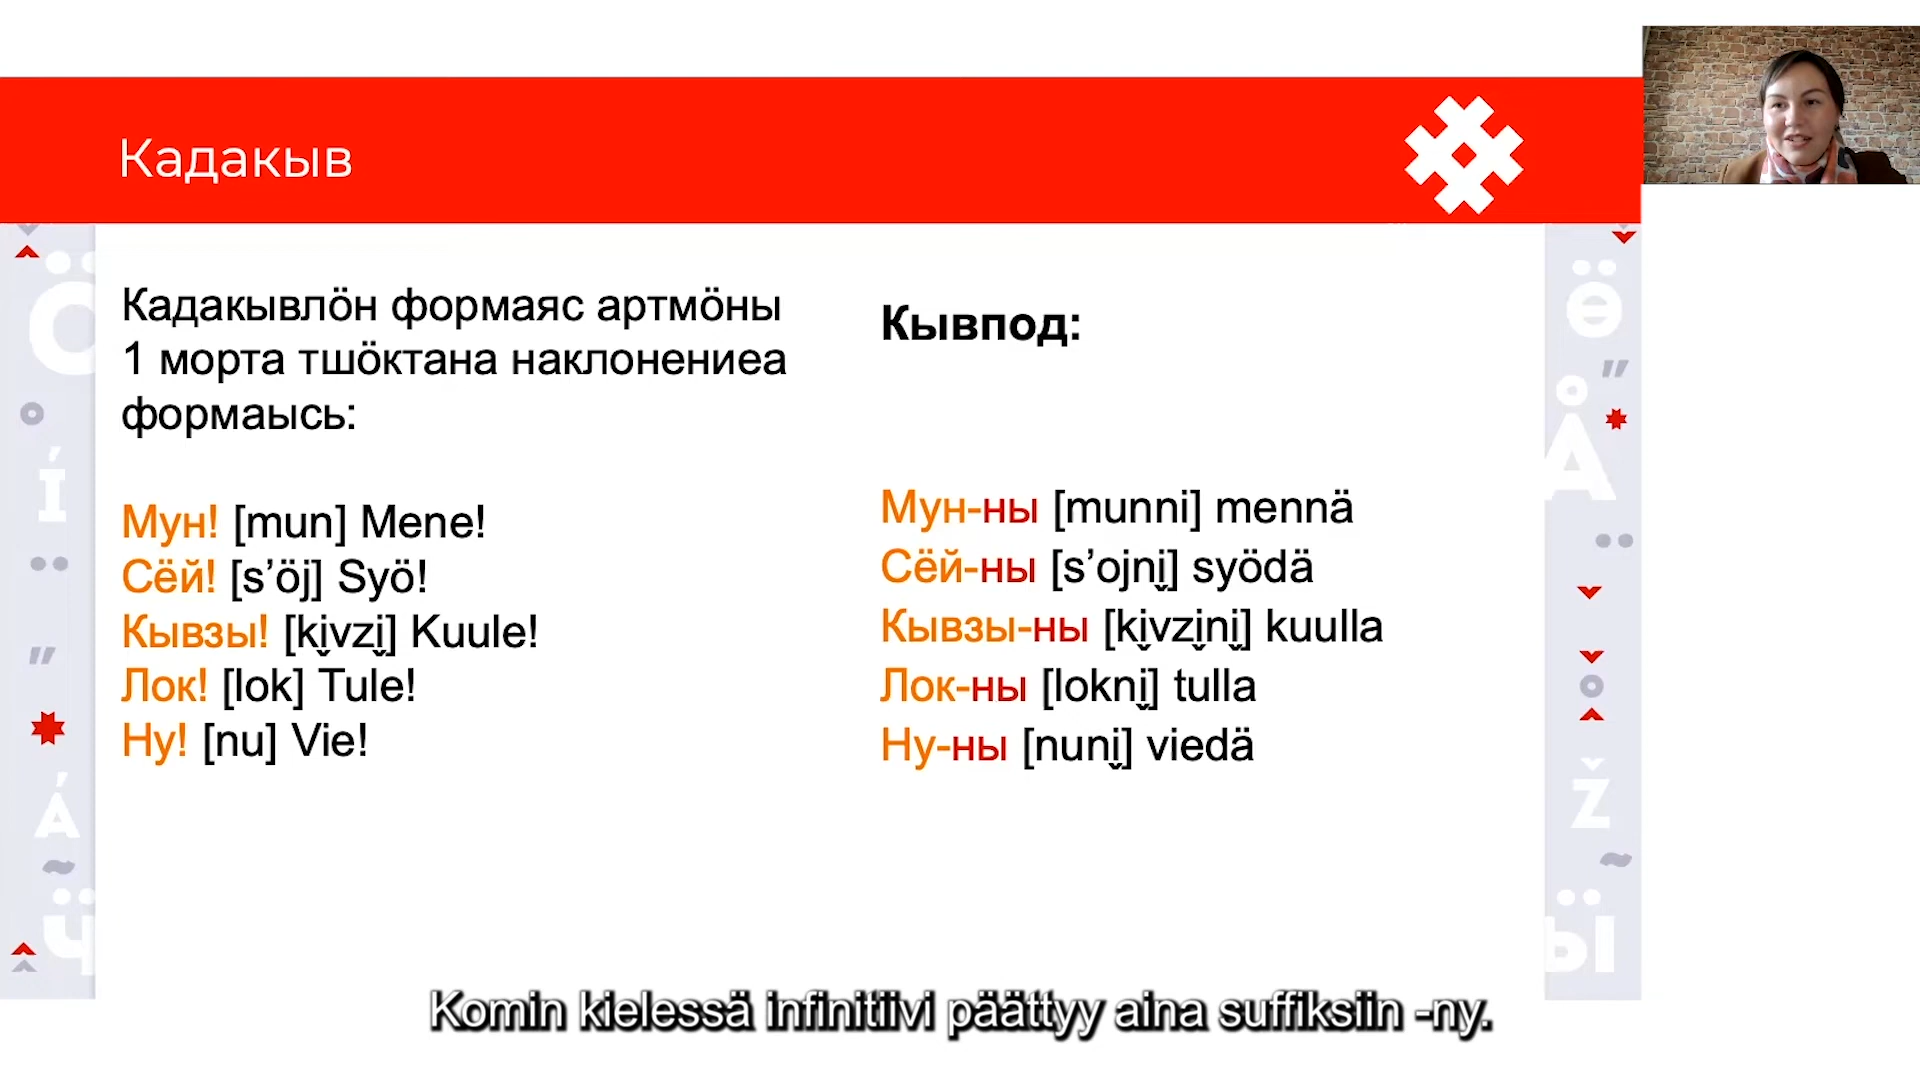 Кадакыв
Кадакывлӧн формаяс артмӧны
1 морта тшӧктана наклонениеа
формаысь:
Мун! [mun] Mene!
Сёй! [s’öj] Syö!
Кывзы! [ki̮vzi̮] Kuule!
Лок! [lok] Tule!
Ну! [nu] Vie!
Кывпод:
Мун-ны [munni] mennä
Сёй-ны [s’ojni̮] syödä
Кывзы-ны [ki̮vzi̮ni̮] kuulla
Лок-ны [lokni̮] tulla
Ну-ны [nuni̮] viedä
Komin kielessä infinitiivi päättyy aina suffiksiin -ny.